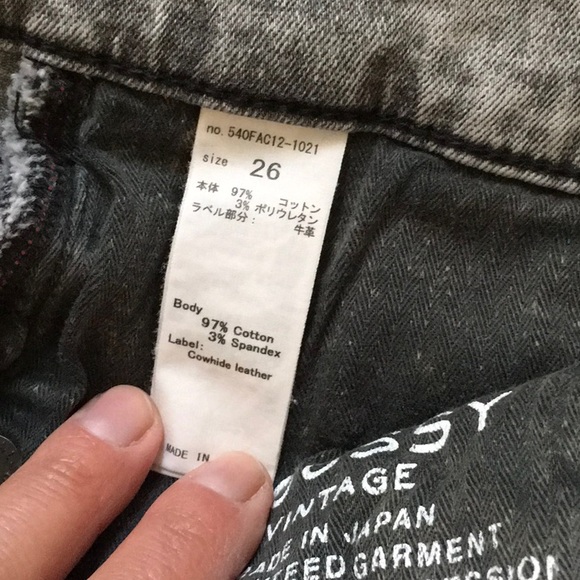 no. 540FAC12-1021
size 26
本体 97% コットン
3% ポリウレタン
ラベル部分: 牛革
Body
97% Cotton
3% Spandex
Label:
Cowhide leather
MADE IN
VINTAGE
IN JAPAN
GARMENT